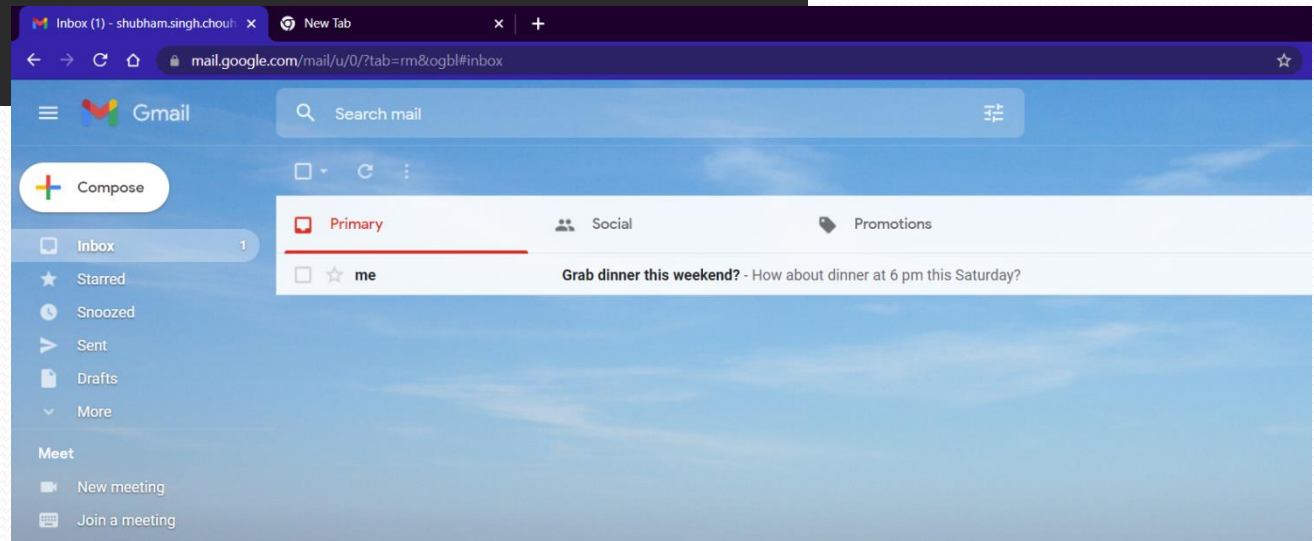 Inbox (1) - shubham.singh.chouh
New Tab
mail.google.com/mail/u/0/?tab=rm&ogbl#inbox
Gmail
Search mail
Compose
Primary
Social
Promotions
Inbox 1
me Grab dinner this weekend? - How about dinner at 6 pm this Saturday?
Starred
Snoozed
Sent
Drafts
More
Meet
New meeting
Join a meeting